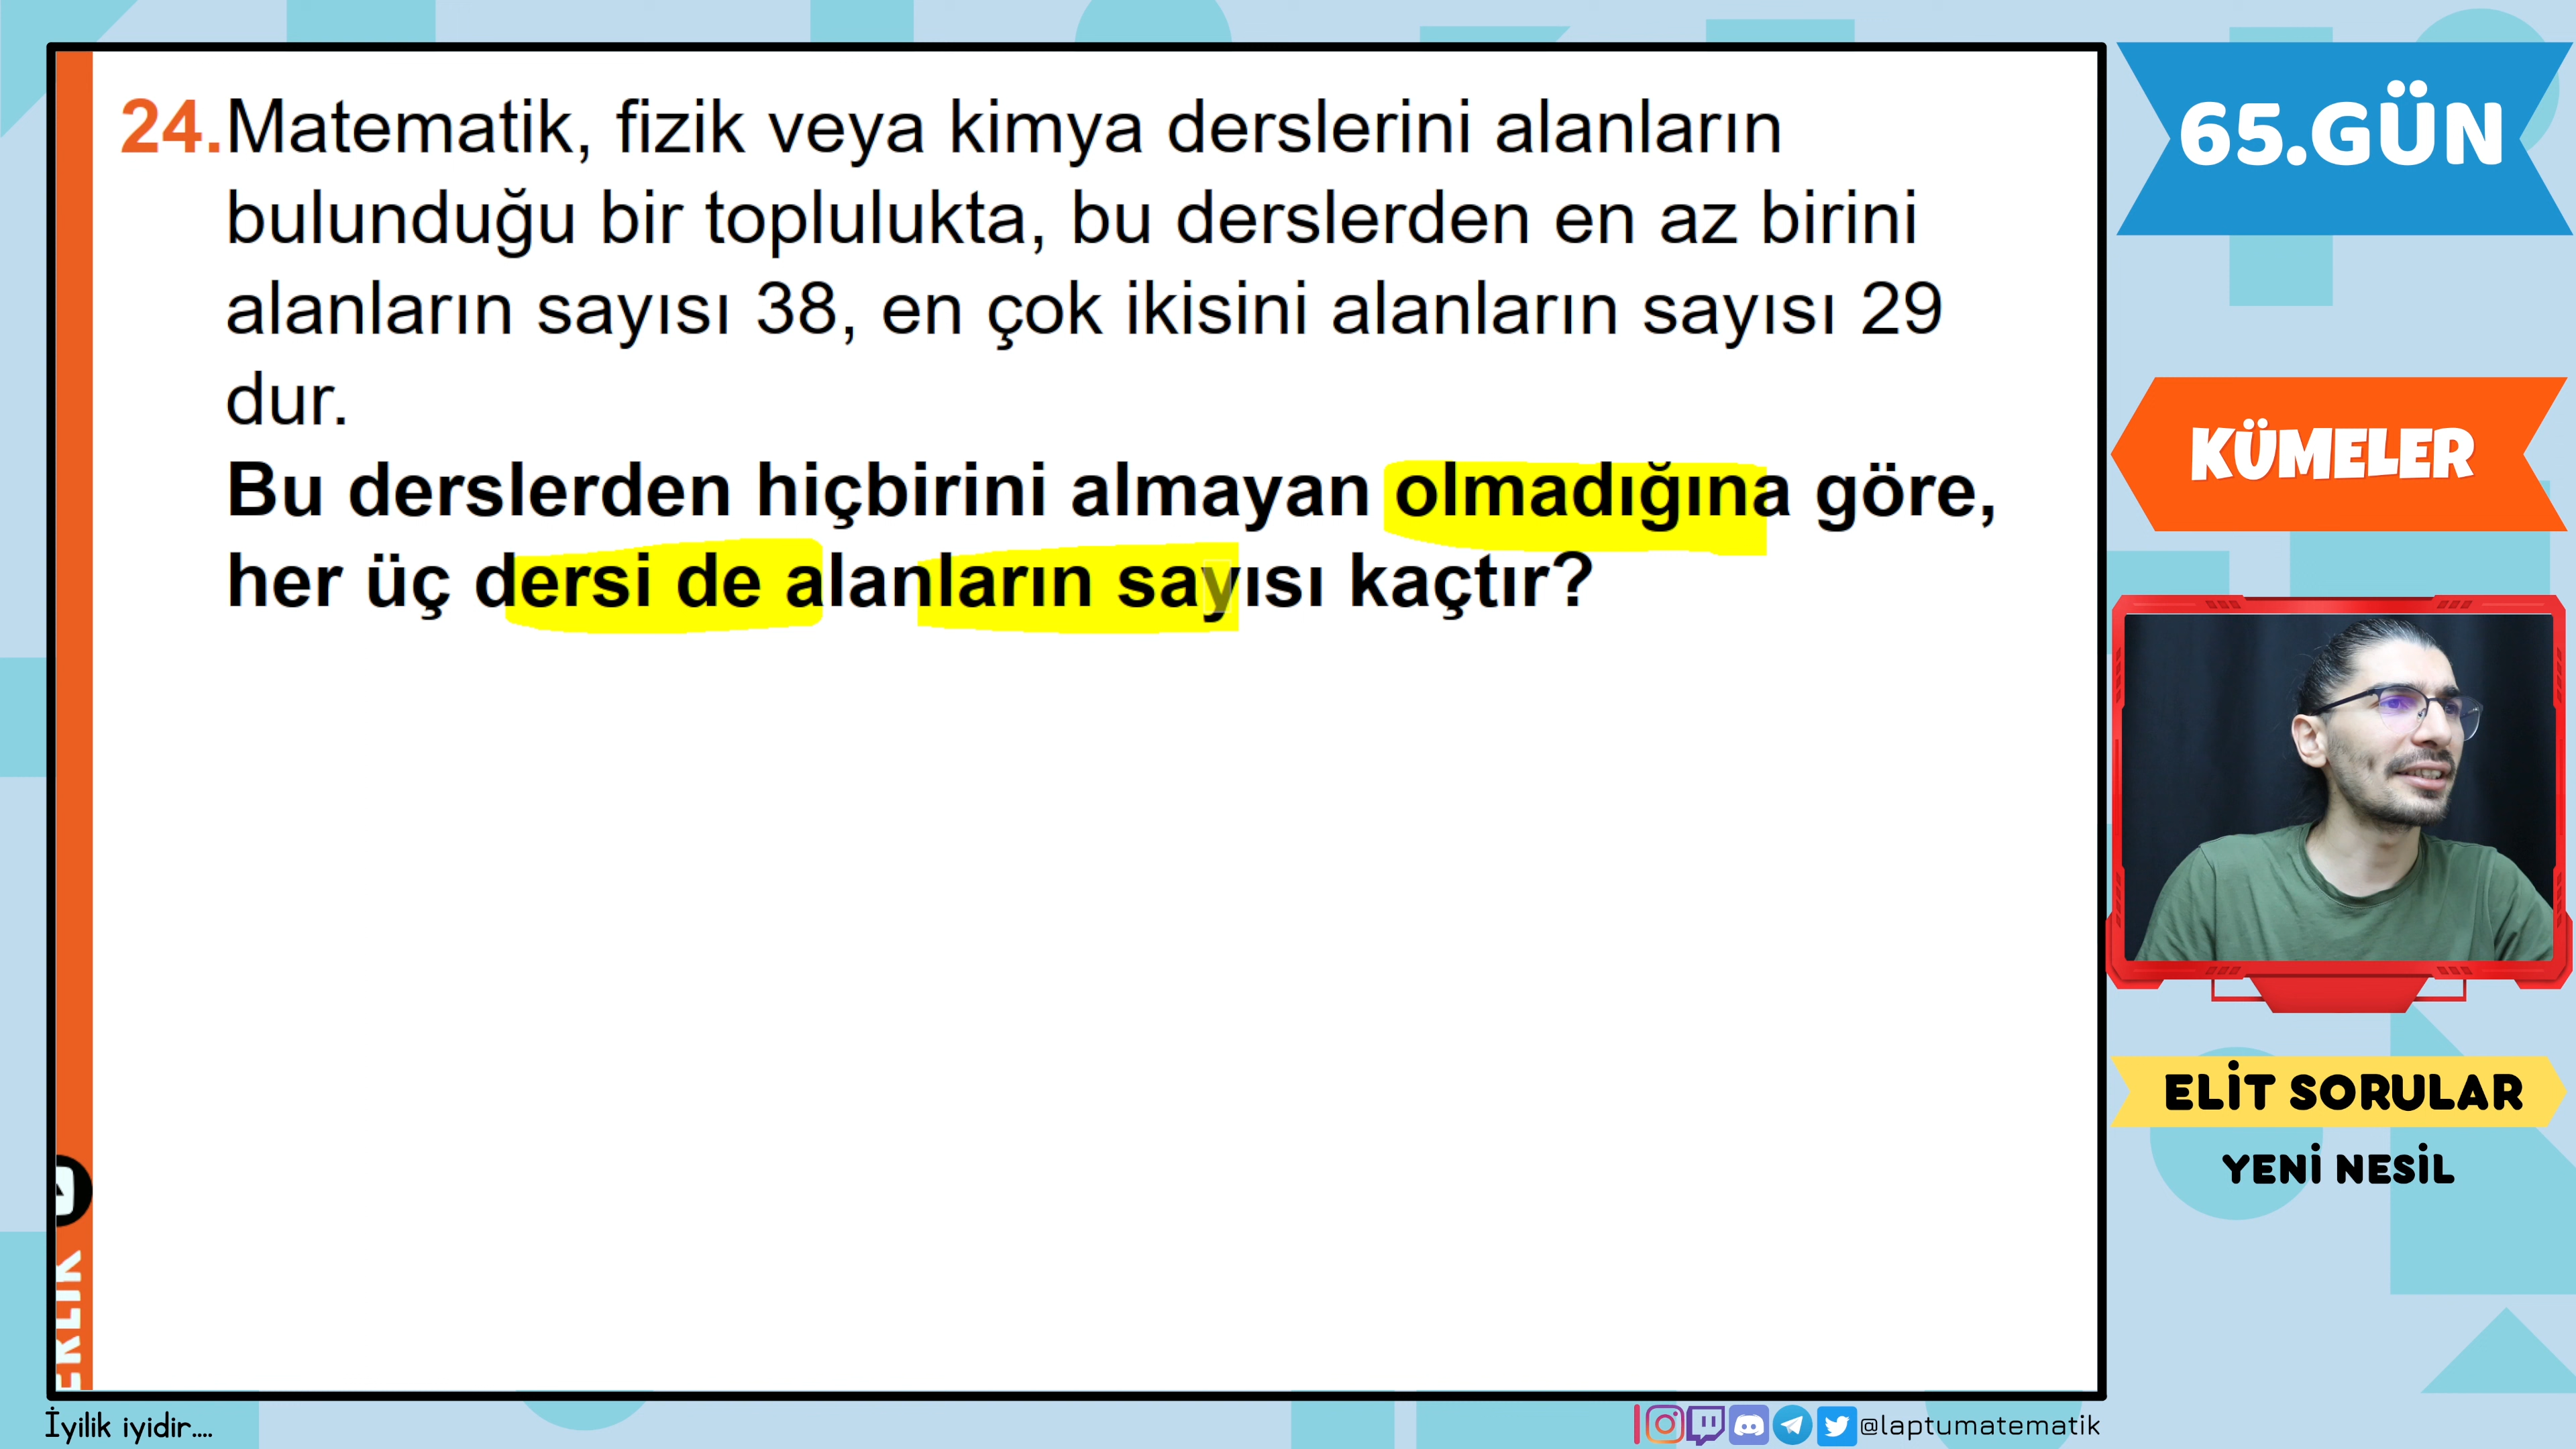 24. Matematik, fizik veya kimya derslerini alanların
bulunduğu bir toplulukta, bu derslerden en az birini
alanların sayısı 38, en çok ikisini alanların sayısı 29
dur.
Bu derslerden hiçbirini almayan olmadığına göre,
her üç dersi de alanların sayısı kaçtır?
65.GÜN
KÜMELER
ELİT SORULAR
YENİ NESİL
İyilik iyidir....
@laptumatematik